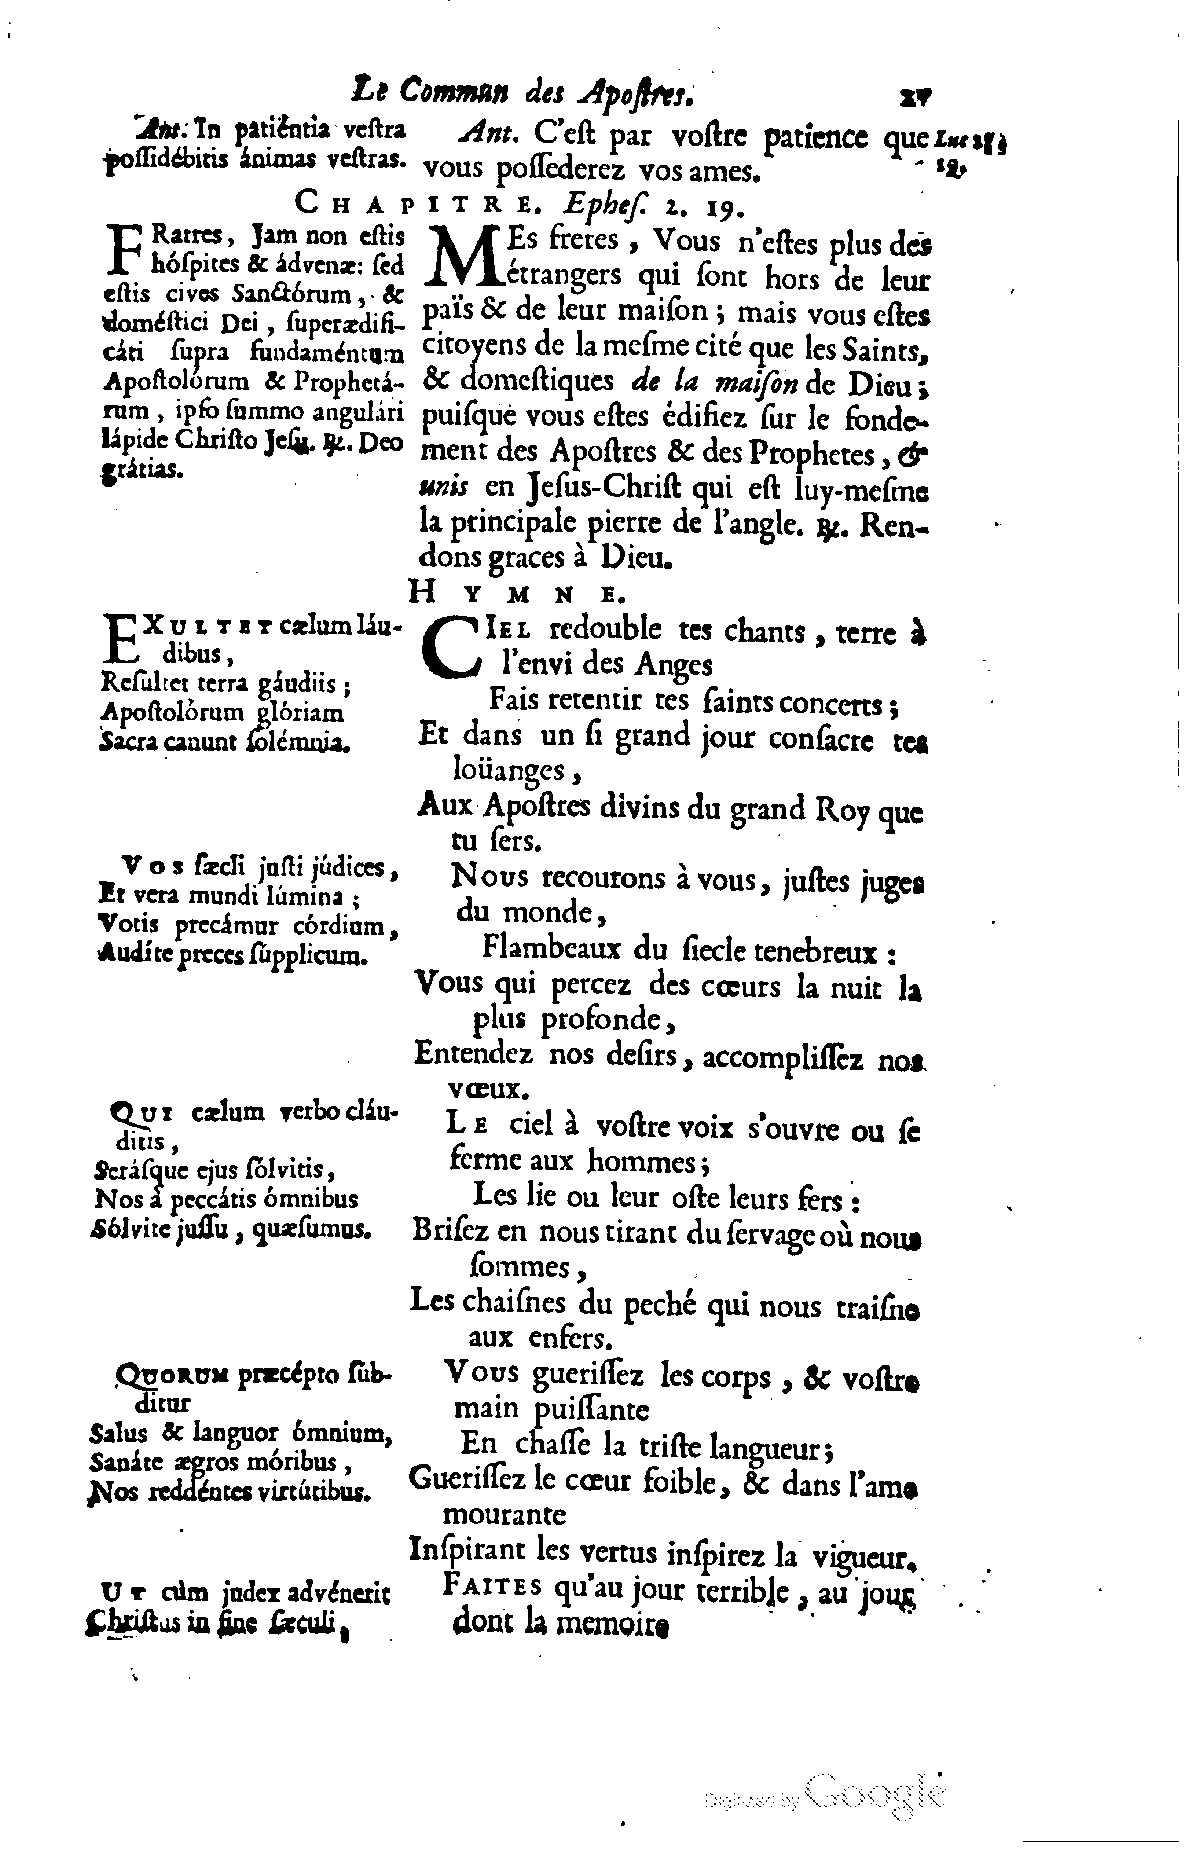 Le Commun des Apoſtres. xv
Ant. In patiéntia veſtra
poſſidébitis ánimas veſtras.
Ant. C'eſt par voſtre patience que
vous poſſederez vos ames.
Luc
CHAPITRE. Epheſ. 2. 19.
FRatres, Jam non eſtis
hóſpites & ádvenæ: ſed
eſtis cives Sanctórum, &
doméſtici Dei, ſuperædifi-
cáti ſupra fundaméntum
Apoſtolórum & Prophetá-
rum, ipſo ſummo angulári
lápide Chriſto Jeſu. ℟. Deo
grátias.
MEs freres, Vous n'eſtes plus des
étrangers qui ſont hors de leur
païs & de leur maiſon; mais vous eſtes
citoyens de la meſme cité que les Saints,
& domeſtiques de la maiſon de Dieu;
puiſque vous eſtes édifiez ſur le fonde-
ment des Apoſtres & des Prophetes, &
unis en Jeſus-Chriſt qui eſt luy-meſme
la principale pierre de l'angle. ℟. Ren-
dons graces à Dieu.
HYMNE.
EXULTET cælum láu-
dibus,
Reſultet terra gáudiis;
Apoſtolórum glóriam
Sacra canunt ſolémnia.
CIEL redouble tes chants, terre à
l'envi des Anges
Fais retentir tes ſaints concerts;
Et dans un ſi grand jour conſacre tes
loüanges,
Aux Apoſtres divins du grand Roy que
tu ſers.
VOS ſæcli juſti júdices,
Et vera mundi lúmina;
Votis precámur córdium,
Audíte preces ſúpplicum.
NOUS recourons à vous, juſtes juges
du monde,
Flambeaux du ſiecle tenebreux:
Vous qui percez des cœurs la nuit la
plus profonde,
Entendez nos deſirs, accompliſſez nos
vœux.
QUI cælum verbo cláu-
ditis,
Seráſque ejus ſólvitis,
Nos à peccátis ómnibus
Sólvite juſſu, quæſumus.
LE ciel à voſtre voix s'ouvre ou ſe
ferme aux hommes;
Les lie ou leur oſte leurs fers:
Briſez en nous tirant du ſervage où nous
ſommes,
Les chaiſnes du peché qui nous traiſne
aux enfers.
QUORUM præcépto ſúb-
ditur
Salus & languor ómnium,
Sanáte ægros móribus,
Nos reddéntes virtútibus.
VOUS gueriſſez les corps, & voſtre
main puiſſante
En chaſſe la triſte langueur;
Gueriſſez le cœur foible, & dans l'ame
mourante
Inſpirant les vertus inſpirez la vigueur.
UT cùm judex advénerit
Chriſtus in fine ſæculi,
FAITES qu'au jour terrible, au jour
dont la memoire
Digitized by Google